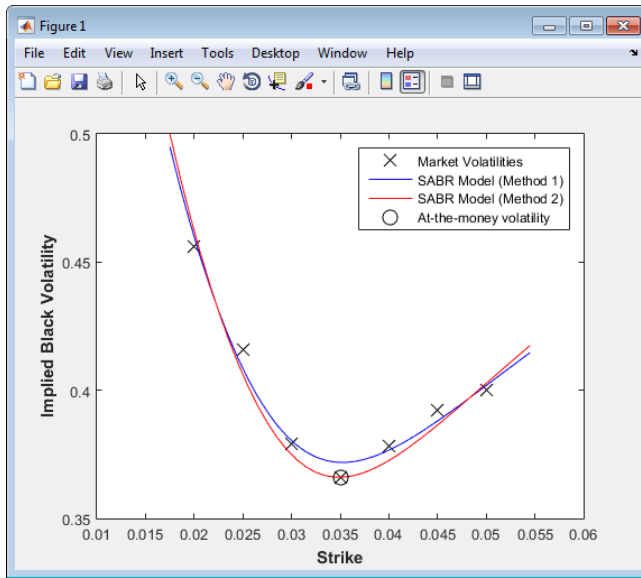 Figure 1
File Edit View Insert Tools Desktop Window Help
0.5
0.45
0.4
0.35
Implied Black Volatility
Market Volatilities
SABR Model (Method 1)
SABR Model (Method 2)
At-the-money volatility
0.01 0.015 0.02 0.025 0.03 0.035 0.04 0.045 0.05 0.055 0.06
Strike